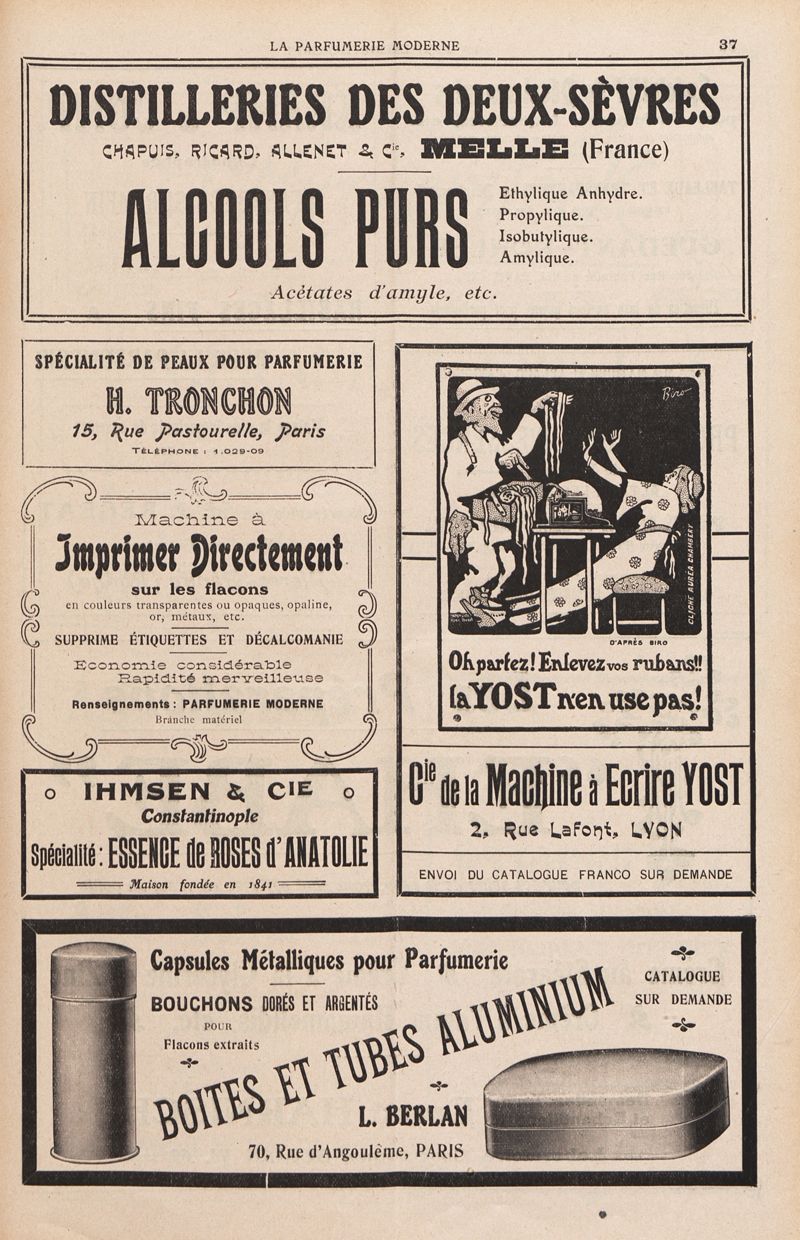 LA PARFUMERIE MODERNE
37
DISTILLERIES DES DEUX-SÈVRES
CHAPUIS, RICARD, ALLENET & Cie, MELLE (France)
ALCOOLS PURS
Ethylique Anhydre.
Propylique.
Isobutylique.
Amylique.
Acétates d'amyle, etc.
SPÉCIALITÉ DE PEAUX POUR PARFUMERIE
H. TRONCHON
15, Rue Pastourelle, Paris
TÉLÉPHONE : 1.029-09
Machine à
Imprimer Directement
sur les flacons
en couleurs transparentes ou opaques, opaline,
or, métaux, etc.
SUPPRIME ÉTIQUETTES ET DÉCALCOMANIE
Economie considérable
Rapidité merveilleuse
Renseignements : PARFUMERIE MODERNE
Branche matériel
IHMSEN & CIE
Constantinople
Spécialité : ESSENCE de ROSES d'ANATOLIE
Maison fondée en 1841
Biro
CLICHÉ AUREA CHAMBERY
D'APRÈS BIRO
Oh partez! Enlevez vos rubans!!
la YOST n'en use pas!
Cie de la Machine à Ecrire YOST
2, Rue Lafont, LYON
ENVOI DU CATALOGUE FRANCO SUR DEMANDE
Capsules Métalliques pour Parfumerie
BOUCHONS DORÉS ET ARGENTÉS
POUR
Flacons extraits
CATALOGUE
SUR DEMANDE
BOITES ET TUBES ALUMINIUM
L. BERLAN
70, Rue d'Angoulême, PARIS